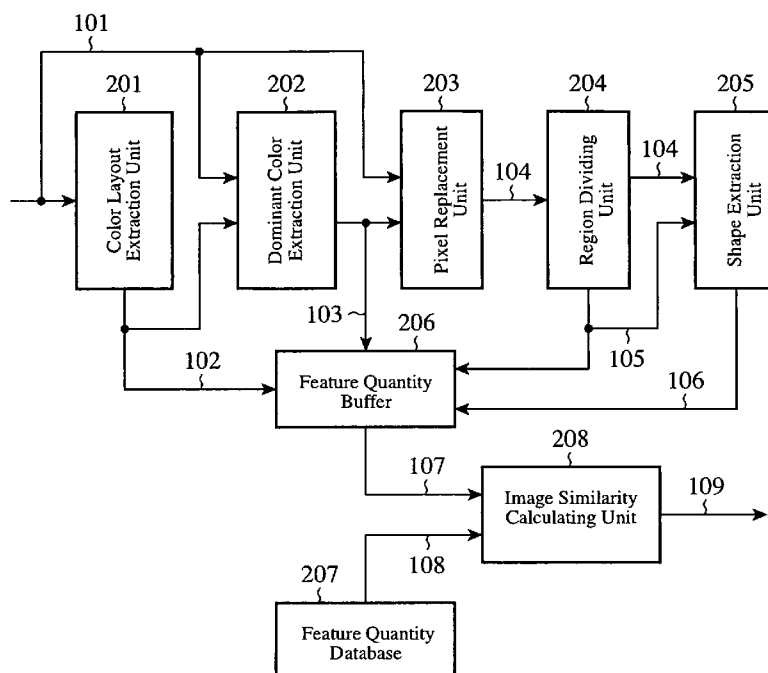 101
201
202
203
204
205
Color Layout
Extraction Unit
Dominant Color
Extraction Unit
Pixel Replacement
Unit
104
Region Dividing
Unit
104
Shape Extraction
Unit
103
206
105
102
Feature Quantity
Buffer
106
208
107
Image Similarity
Calculating Unit
109
108
207
Feature Quantity
Database